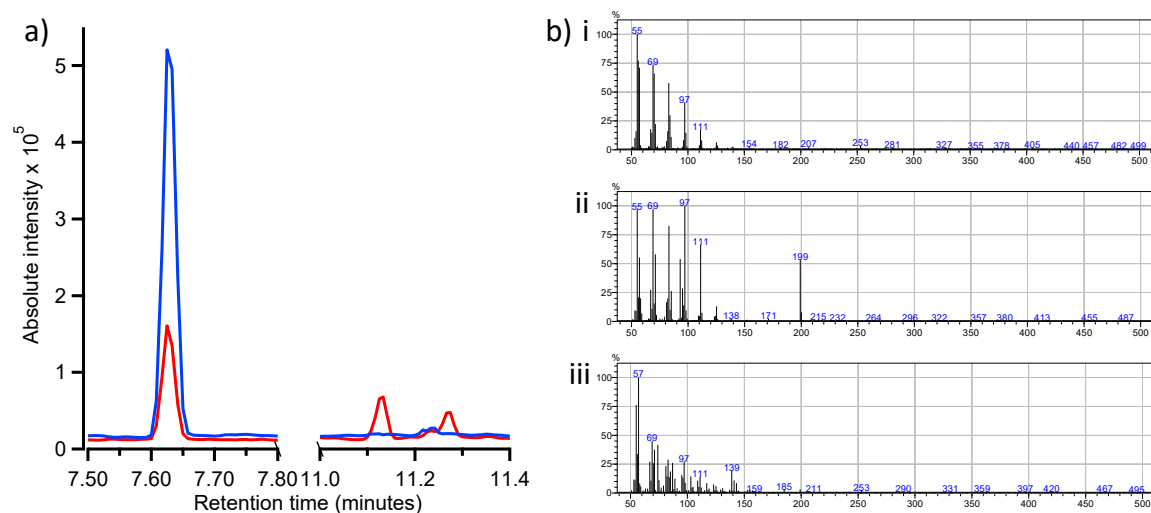 a)
Absolute intensity x 10⁵
5
4
3
2
1
0
7.50 7.60 7.70 7.80 11.0 11.2 11.4
Retention time (minutes)
b) i
%
100
75
50
25
0
55
69
97
111
154 182 207 253 281 327 355 378 405 440 457 482 499
50 100 150 200 250 300 350 400 450 500
ii
%
100
75
50
25
0
55 69 97
111
199
138 171 215 232 264 296 322 357 380 413 455 487
50 100 150 200 250 300 350 400 450 500
iii
%
100
75
50
25
0
57
69
97
111 139
159 185 211 253 290 331 359 397 420 467 495
50 100 150 200 250 300 350 400 450 500